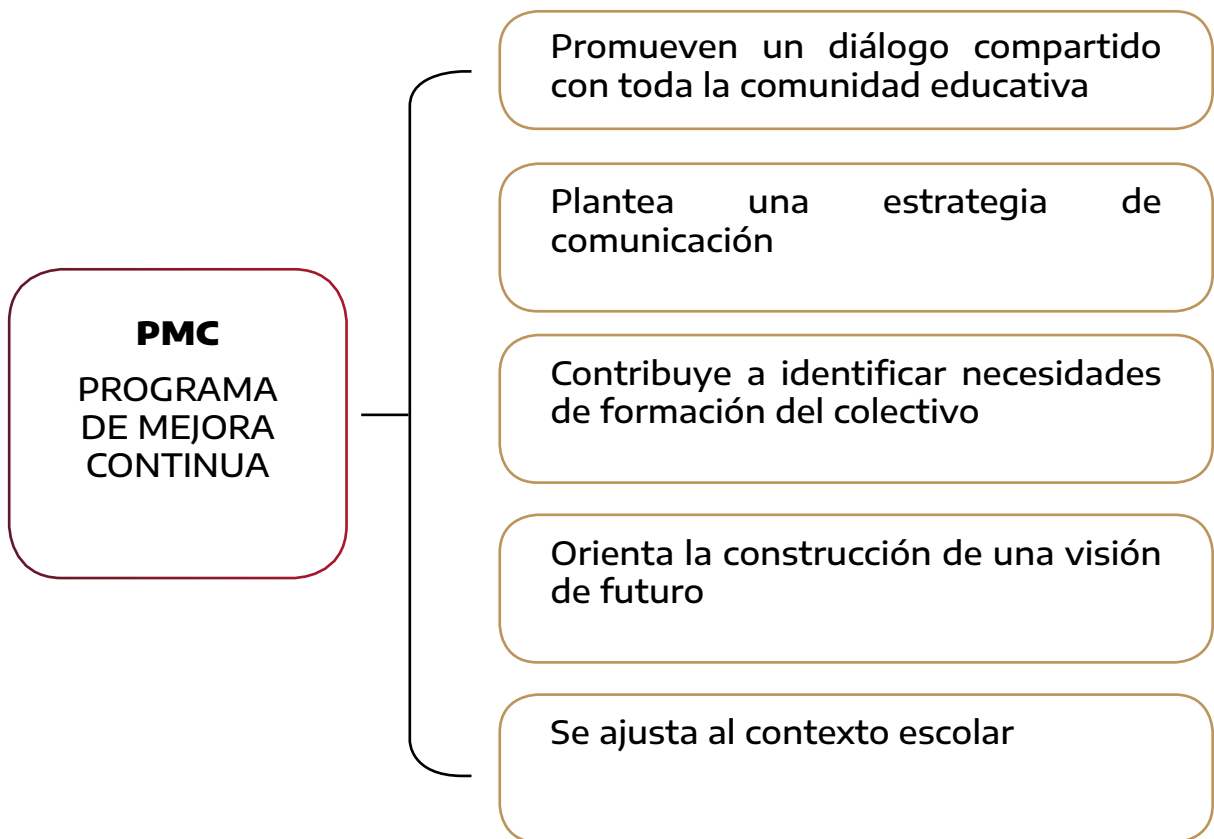 PMC
PROGRAMA
DE MEJORA
CONTINUA
Promueven un diálogo compartido
con toda la comunidad educativa
Plantea una estrategia de
comunicación
Contribuye a identificar necesidades
de formación del colectivo
Orienta la construcción de una visión
de futuro
Se ajusta al contexto escolar